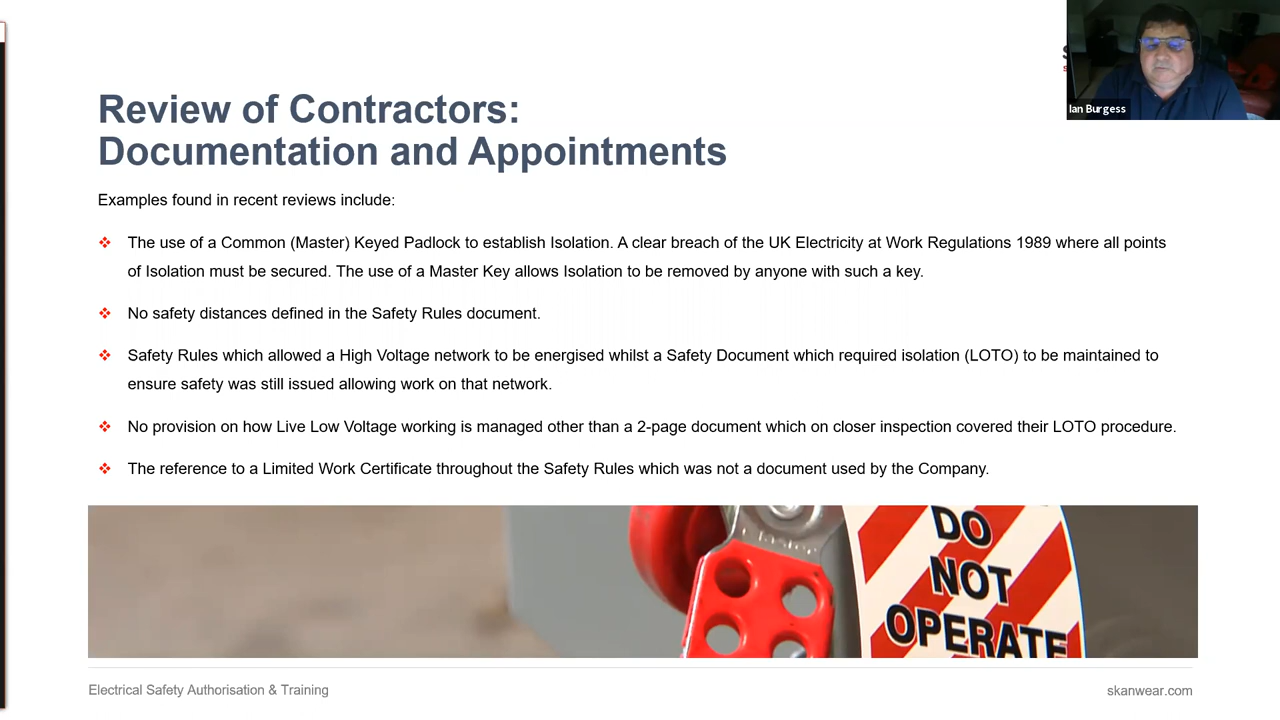 Review of Contractors:
Documentation and Appointments
Ian Burgess
Examples found in recent reviews include:
❖ The use of a Common (Master) Keyed Padlock to establish Isolation. A clear breach of the UK Electricity at Work Regulations 1989 where all points
of Isolation must be secured. The use of a Master Key allows Isolation to be removed by anyone with such a key.
❖ No safety distances defined in the Safety Rules document.
❖ Safety Rules which allowed a High Voltage network to be energised whilst a Safety Document which required isolation (LOTO) to be maintained to
ensure safety was still issued allowing work on that network.
❖ No provision on how Live Low Voltage working is managed other than a 2-page document which on closer inspection covered their LOTO procedure.
❖ The reference to a Limited Work Certificate throughout the Safety Rules which was not a document used by the Company.
DO
NOT
OPERATE
Electrical Safety Authorisation & Training
skanwear.com